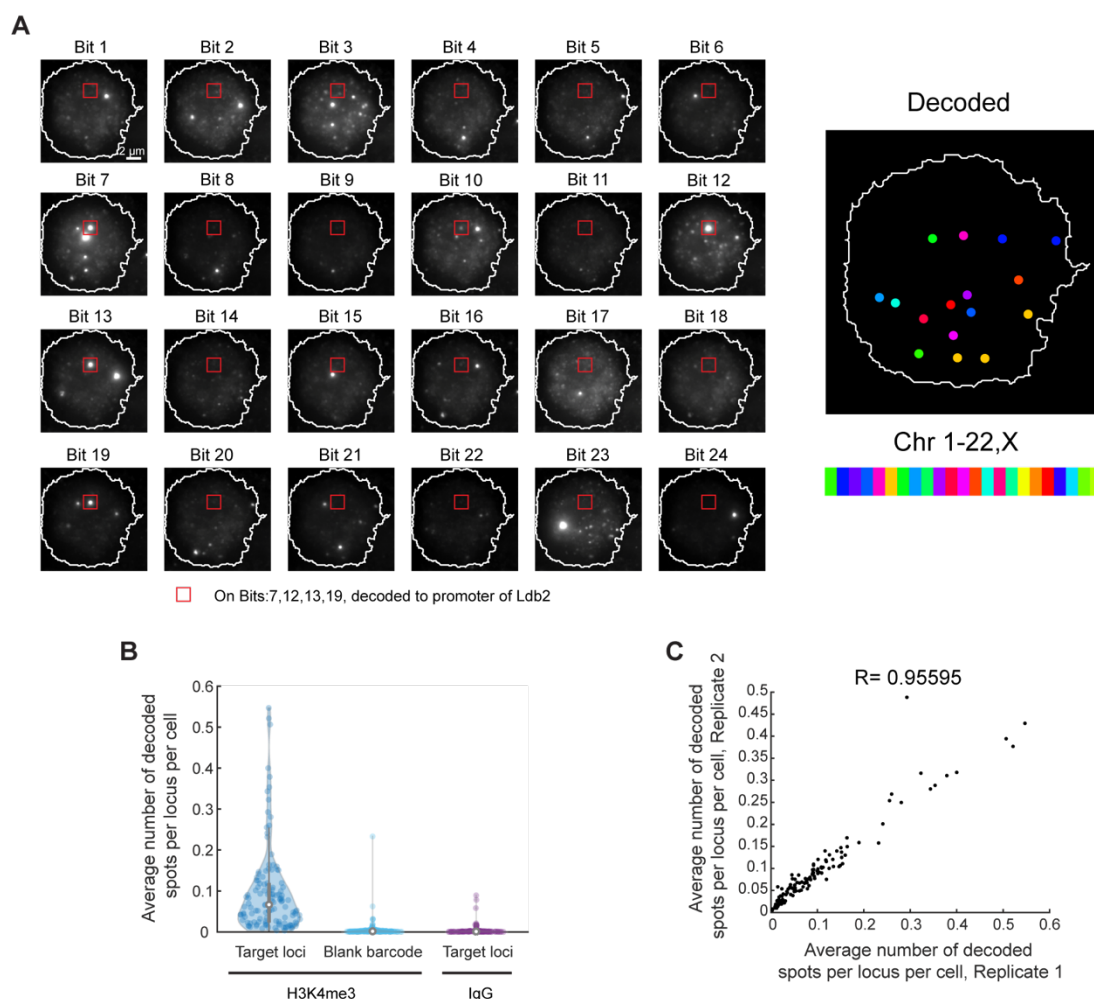 A
Bit 1
Bit 2
Bit 3
Bit 4
Bit 5
Bit 6
2 µm
Bit 7
Bit 8
Bit 9
Bit 10
Bit 11
Bit 12
Bit 13
Bit 14
Bit 15
Bit 16
Bit 17
Bit 18
Bit 19
Bit 20
Bit 21
Bit 22
Bit 23
Bit 24
On Bits:7,12,13,19, decoded to promoter of Ldb2
Decoded
Chr 1-22,X
B
Average number of decoded
spots per locus per cell
0.6
0.5
0.4
0.3
0.2
0.1
0
Target loci
Blank barcode
Target loci
H3K4me3
IgG
C
R= 0.95595
Average number of decoded
spots per locus per cell, Replicate 2
0.5
0.45
0.4
0.35
0.3
0.25
0.2
0.15
0.1
0.05
0
0
0.1
0.2
0.3
0.4
0.5
0.6
Average number of decoded
spots per locus per cell, Replicate 1